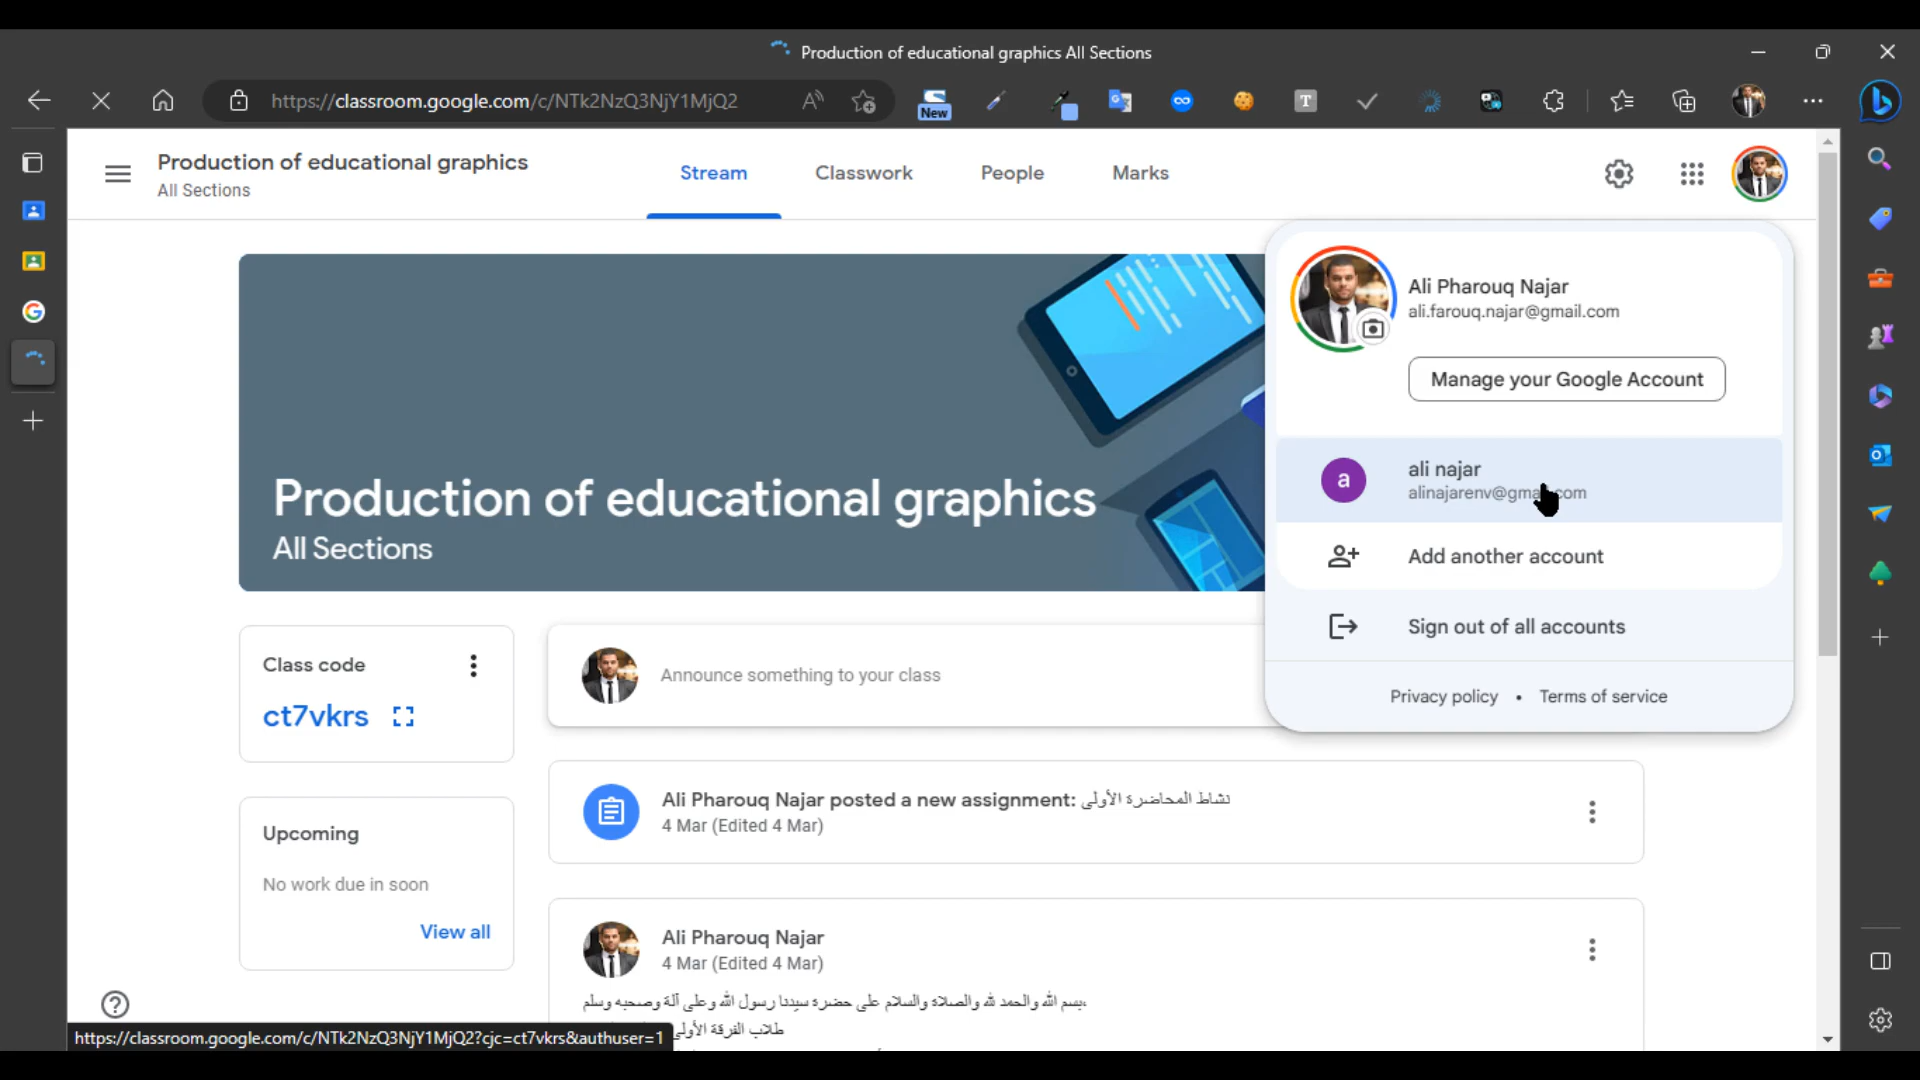 Production of educational graphics All Sections
https://classroom.google.com/c/NTk2NzQ3NjY1MjQ2
New
T
Production of educational graphics
All Sections
Stream
Classwork
People
Marks
Ali Pharouq Najar
ali.farouq.najar@gmail.com
Manage your Google Account
a
ali najar
Add another account
Sign out of all accounts
Privacy policy • Terms of service
Production of educational graphics
All Sections
Class code
ct7vkrs
Announce something to your class
Upcoming
No work due in soon
View all
Ali Pharouq Najar posted a new assignment: نشاط المحاضرة الأولى
4 Mar (Edited 4 Mar)
Ali Pharouq Najar
4 Mar (Edited 4 Mar)
بسم الله والحمد لله والصلاة والسلام على حضرة سيدنا رسول الله وعلى آلة وصحبه وسلم،
طلاب الفرقة الأولى
https://classroom.google.com/c/NTk2NzQ3NjY1MjQ2?cjc=ct7vkrs&authuser=1